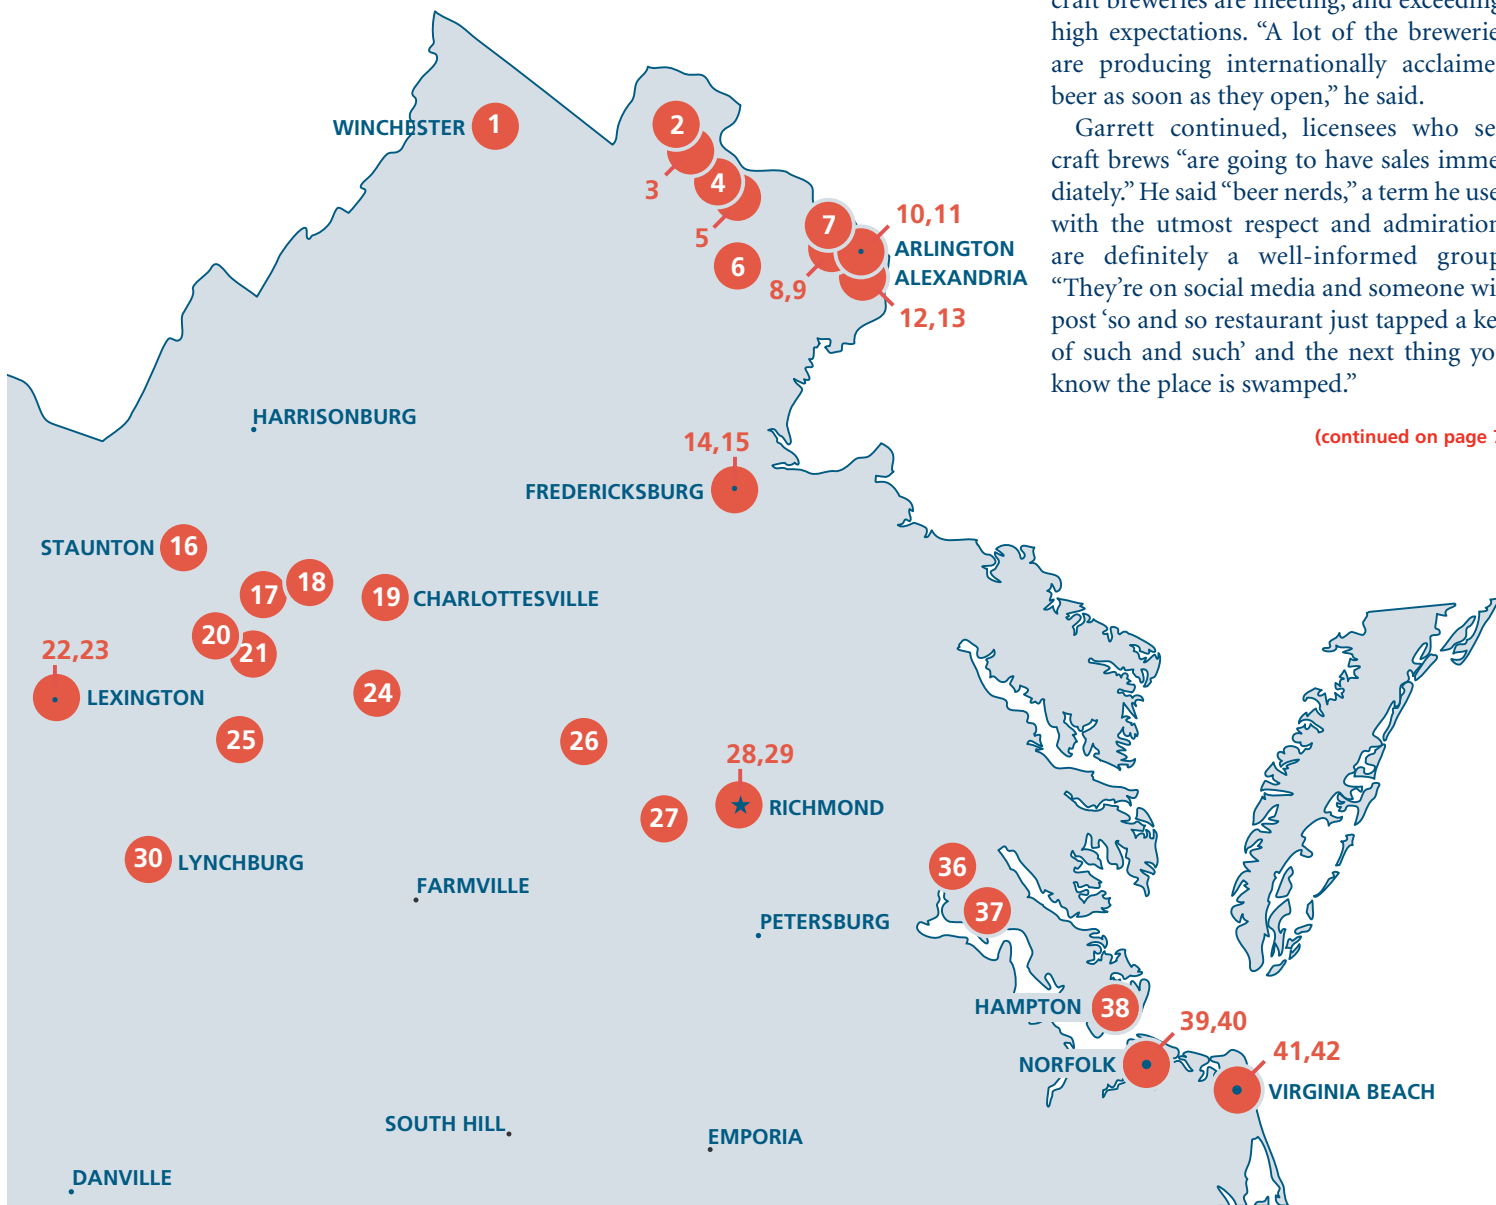 craft breweries are meeting, and exceeding
high expectations. “A lot of the brewerie
are producing internationally acclaime
beer as soon as they open,” he said.
Garrett continued, licensees who se
craft brews “are going to have sales imme
diately.” He said “beer nerds,” a term he use
with the utmost respect and admiration
are definitely a well-informed group
“They’re on social media and someone wi
post ‘so and so restaurant just tapped a ke
of such and such’ and the next thing yo
know the place is swamped.”
(continued on page 7
WINCHESTER 1
2
3
4
5
6
7
8,9
10,11
ARLINGTON
ALEXANDRIA
12,13
HARRISONBURG
14,15
FREDERICKSBURG
STAUNTON 16
17
18
19 CHARLOTTESVILLE
20
21
22,23
LEXINGTON
24
25
26
27
28,29
RICHMOND
30 LYNCHBURG
FARMVILLE
PETERSBURG
36
37
HAMPTON 38
39,40
NORFOLK
41,42
VIRGINIA BEACH
SOUTH HILL
EMPORIA
DANVILLE